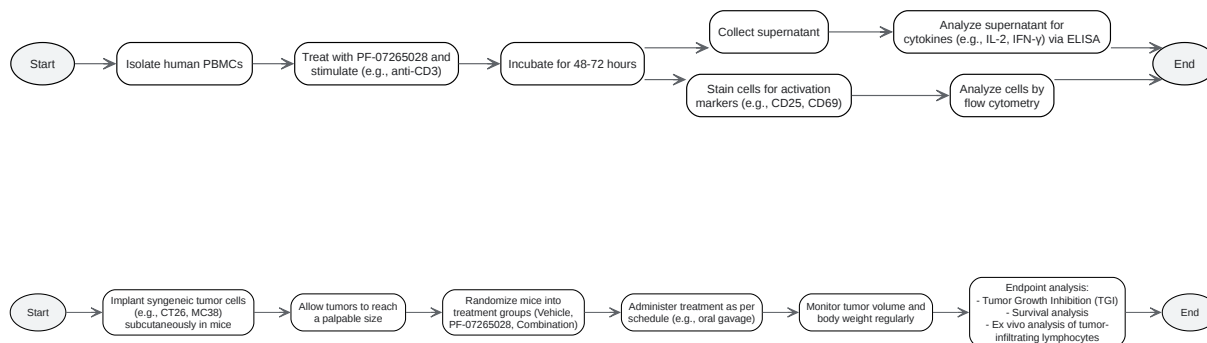 Start
Isolate human PBMCs
Treat with PF-07265028 and
stimulate (e.g., anti-CD3)
Incubate for 48-72 hours
Collect supernatant
Analyze supernatant for
cytokines (e.g., IL-2, IFN-γ) via ELISA
Stain cells for activation
markers (e.g., CD25, CD69)
Analyze cells by
flow cytometry
End
Start
Implant syngeneic tumor cells
(e.g., CT26, MC38)
subcutaneously in mice
Allow tumors to reach
a palpable size
Randomize mice into
treatment groups (Vehicle,
PF-07265028, Combination)
Administer treatment as per
schedule (e.g., oral gavage)
Monitor tumor volume and
body weight regularly
Endpoint analysis:
- Tumor Growth Inhibition (TGI)
- Survival analysis
- Ex vivo analysis of tumor-
infiltrating lymphocytes
End